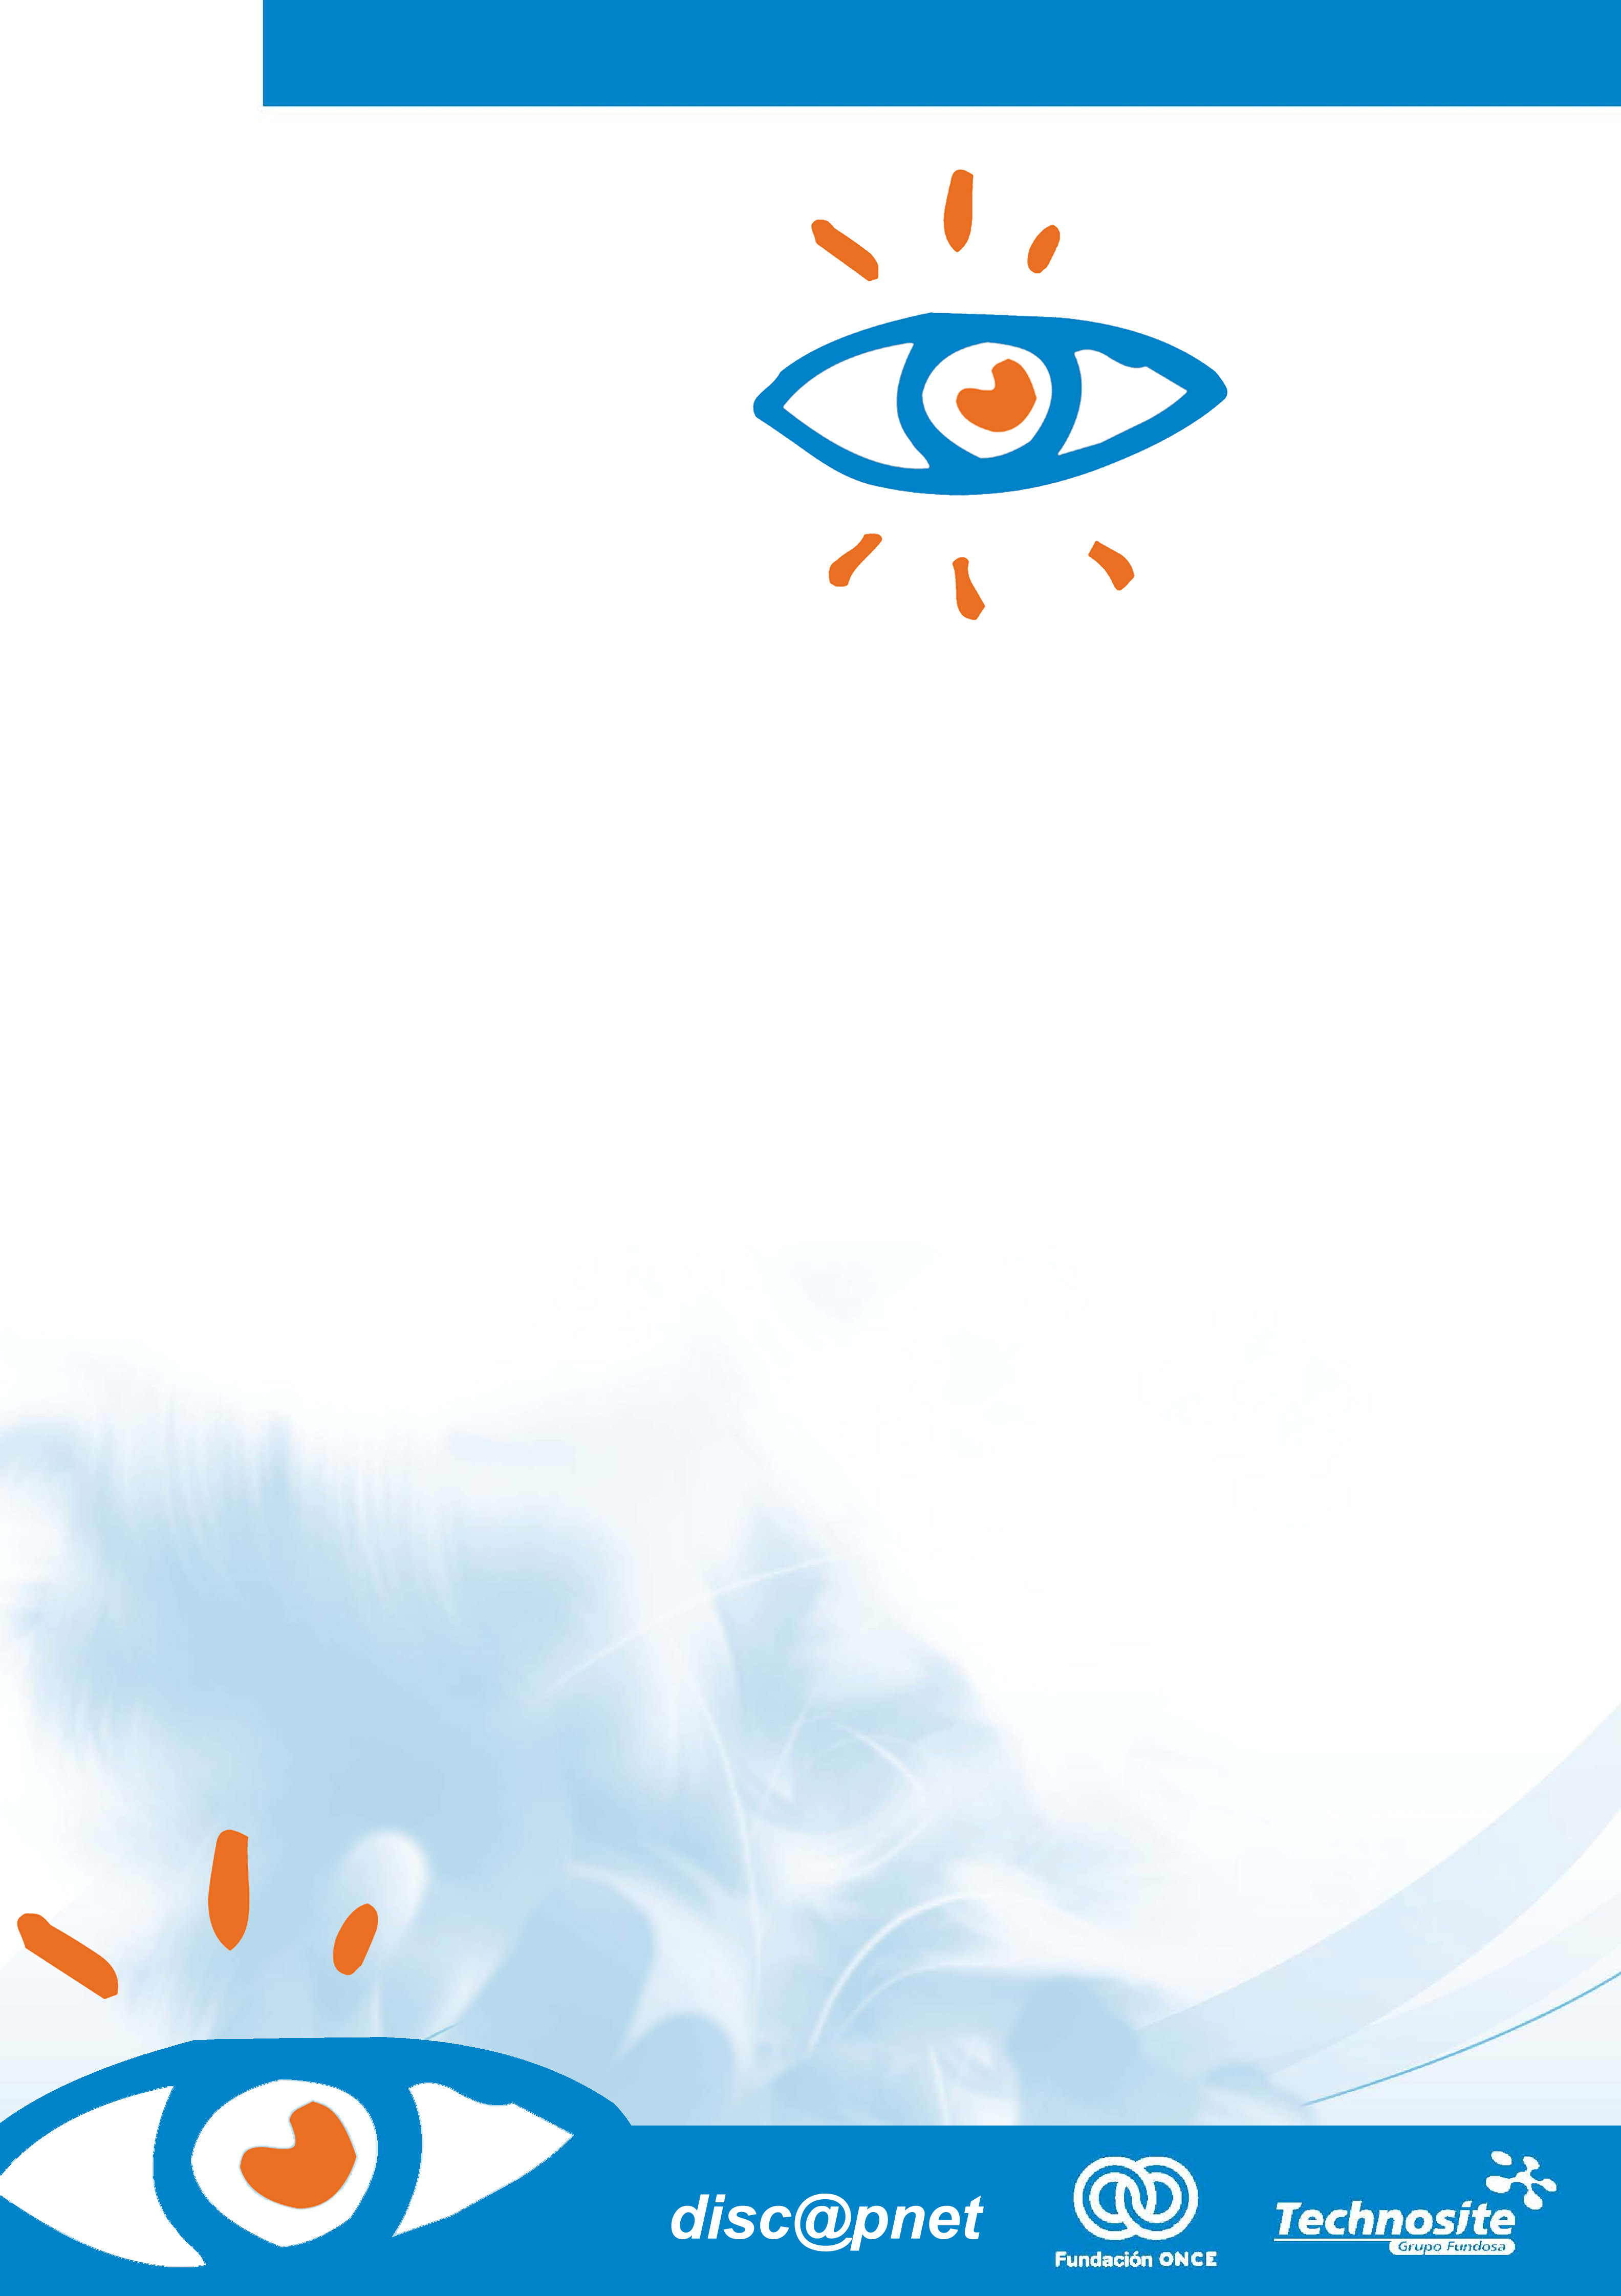 disc@pnet
Fundación ONCE
Technosite
Grupo Fundosa